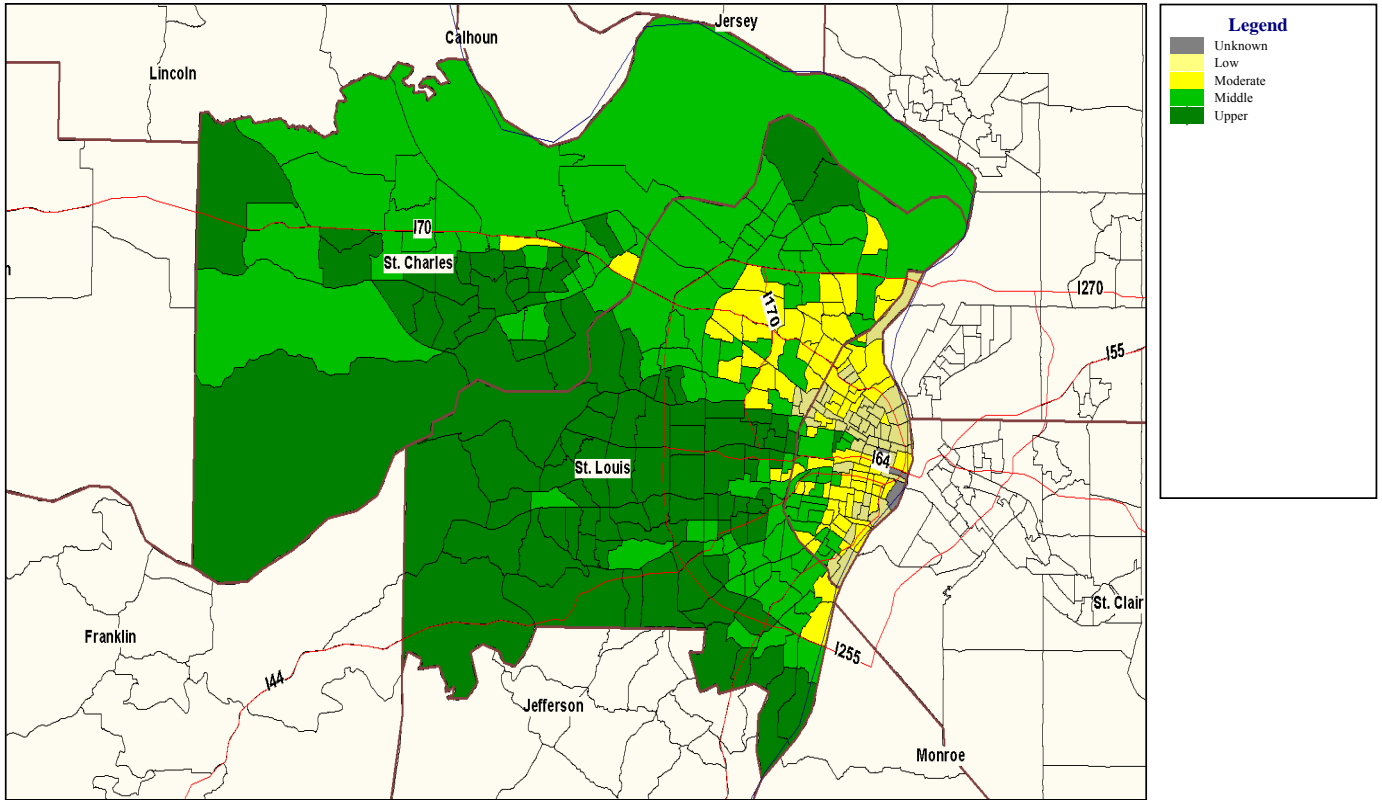 Jersey
Calhoun
Lincoln
I70
St. Charles
I270
I170
I55
I64
St. Louis
St. Clair
Franklin
I255
I44
Jefferson
Monroe
Legend
Unknown
Low
Moderate
Middle
Upper